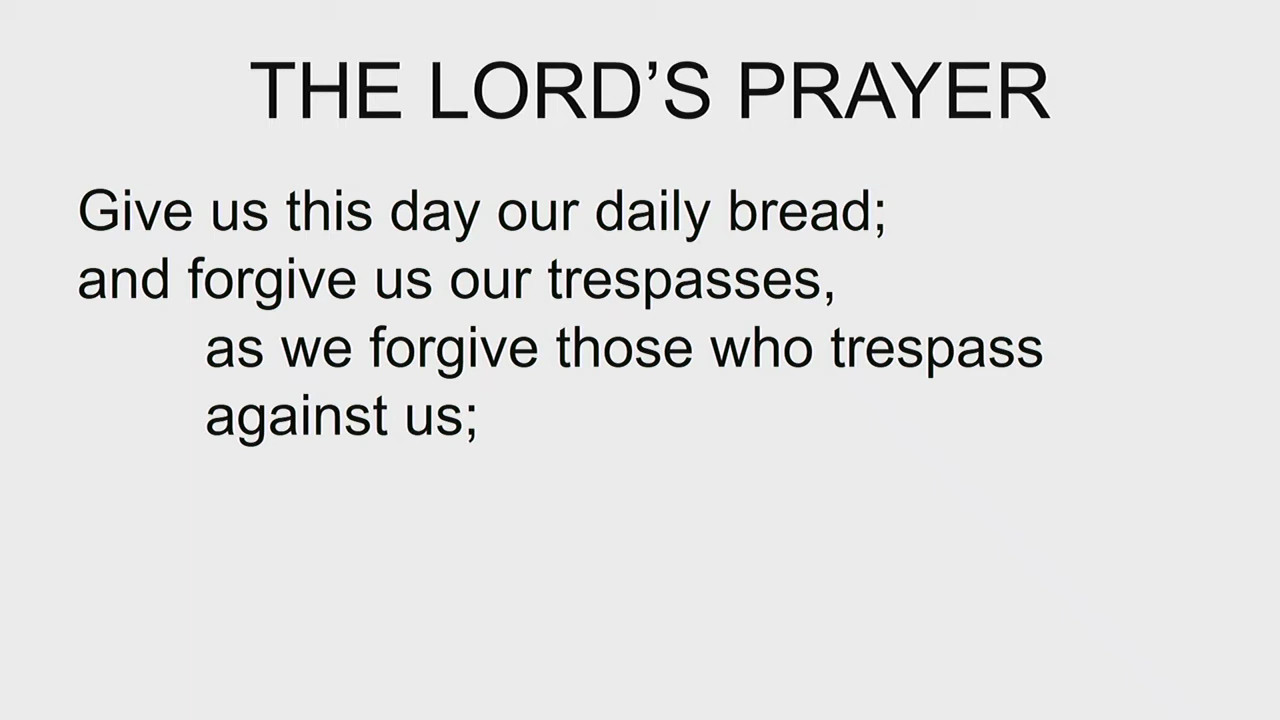 THE LORD’S PRAYER
Give us this day our daily bread;
and forgive us our trespasses,
as we forgive those who trespass
against us;